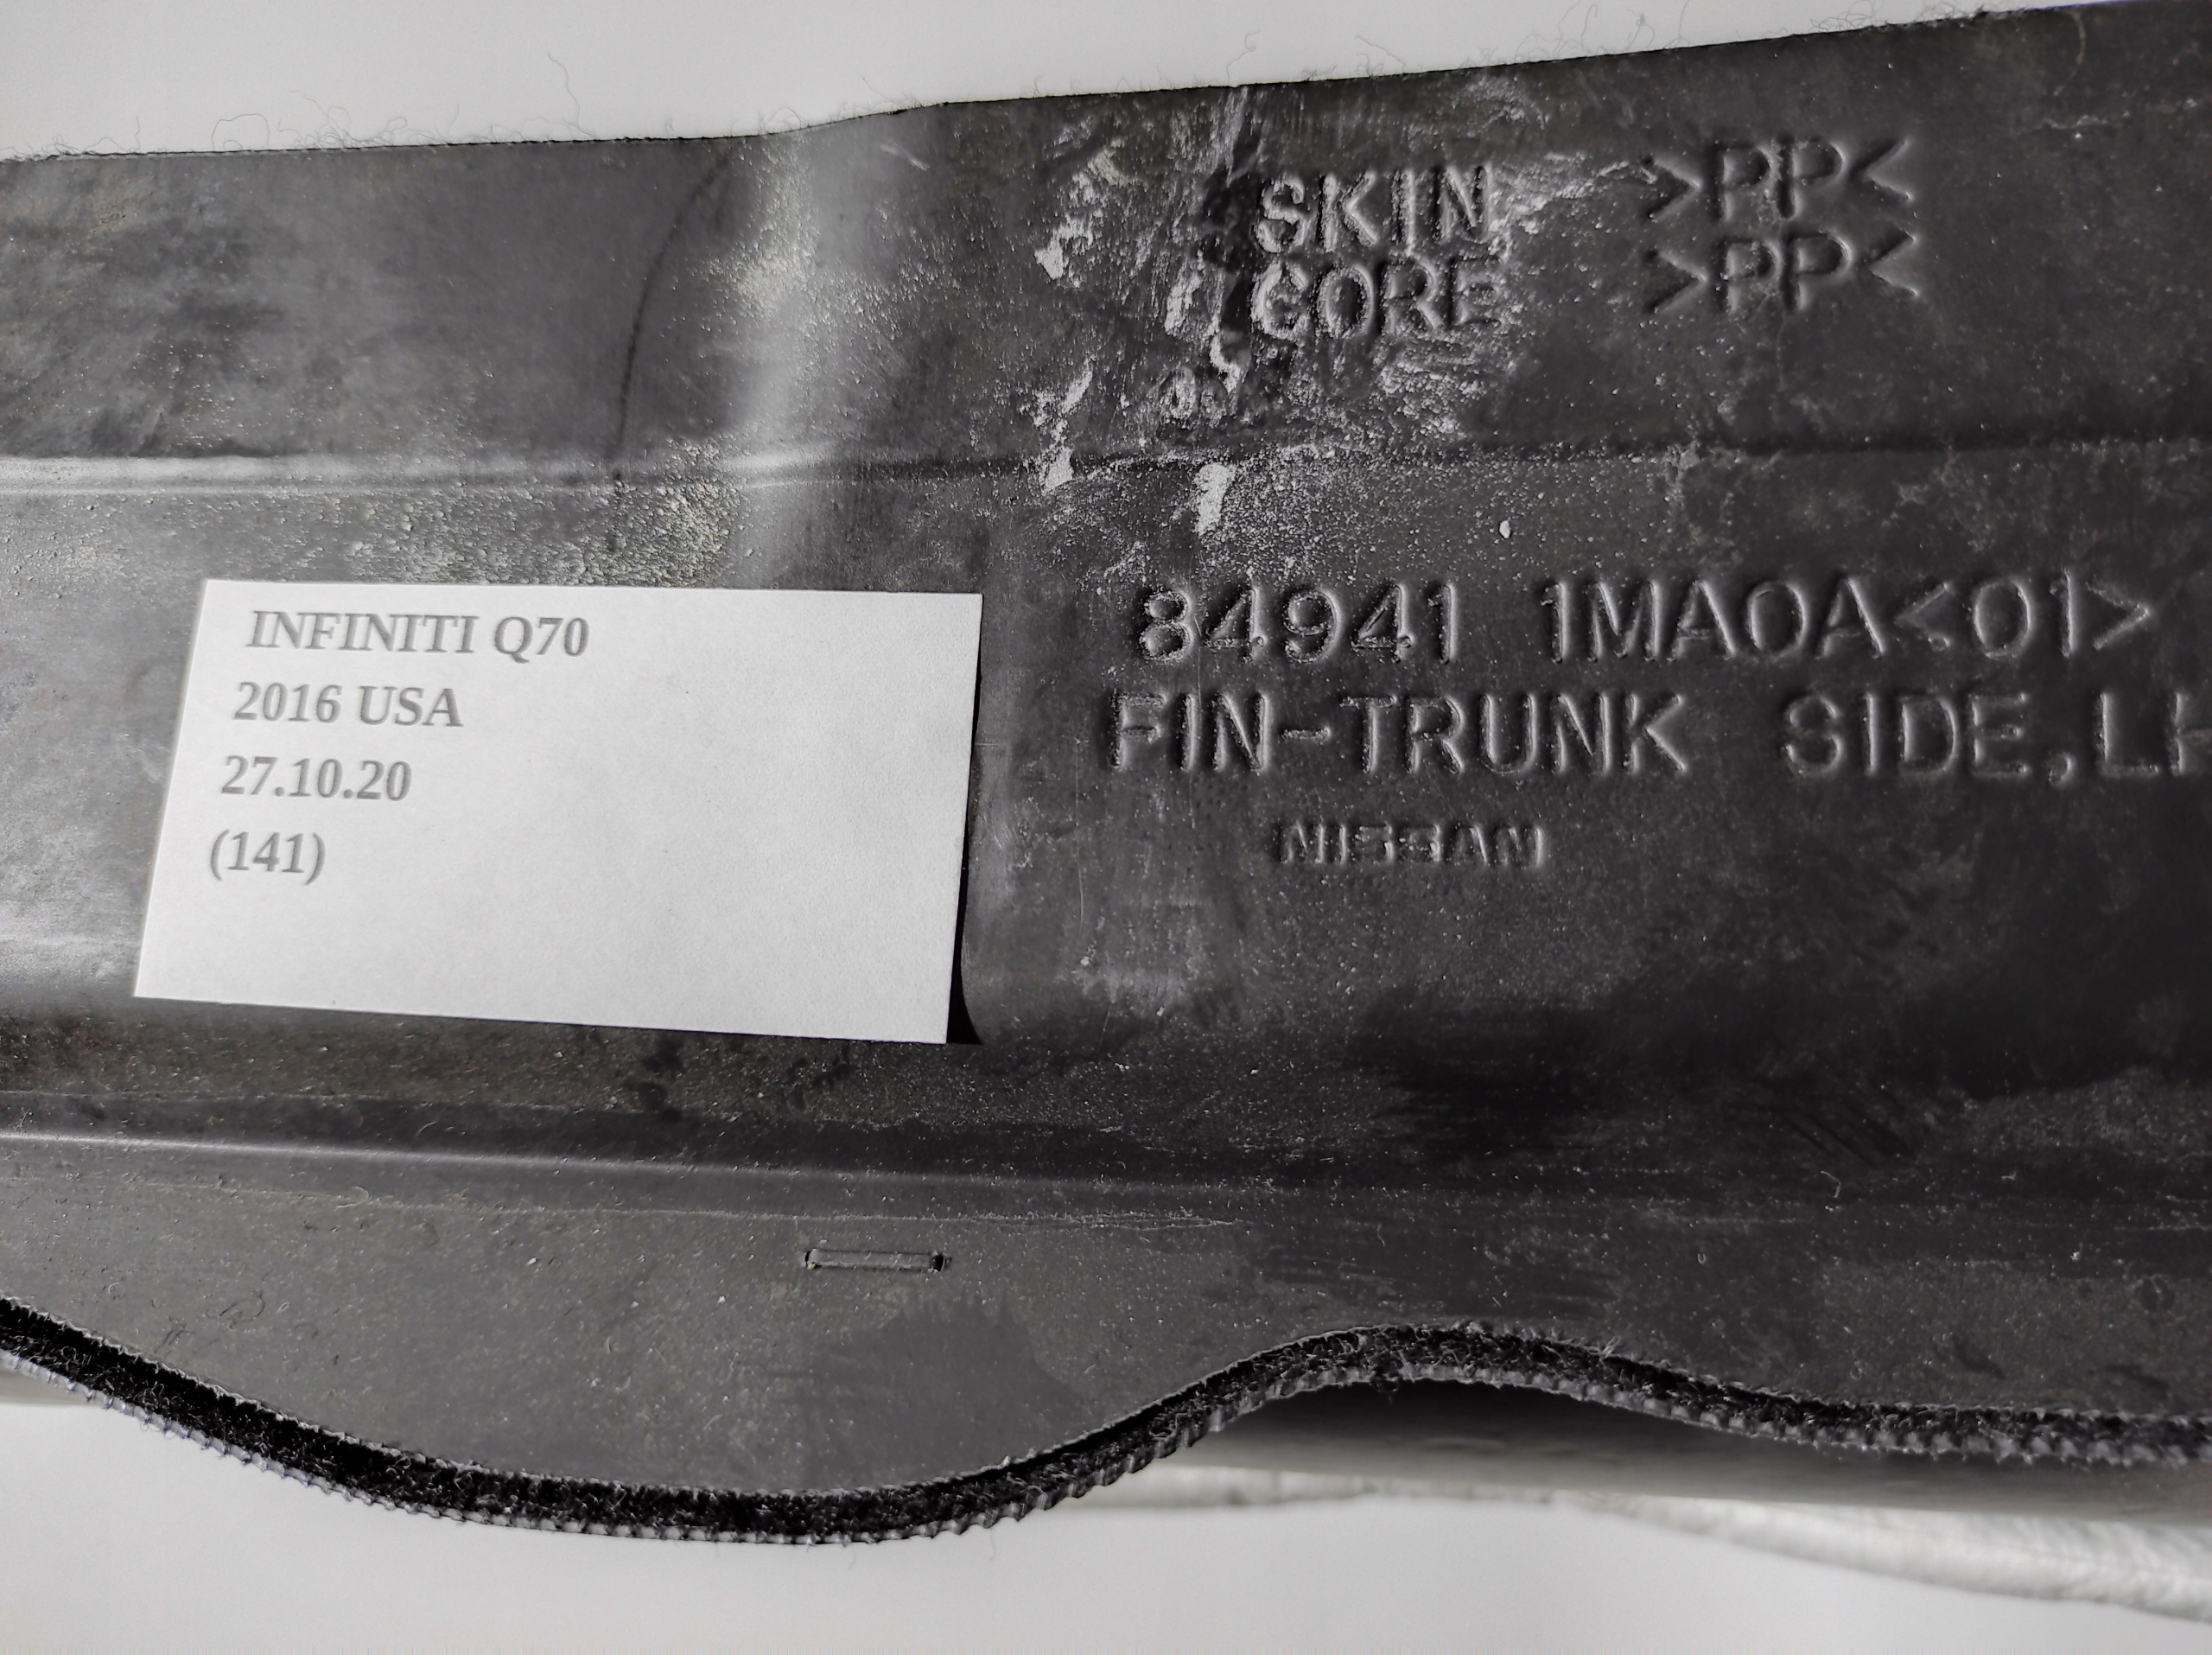 SKIN >PP<
CORE >PP<
84941 1MA0A<01>
FIN-TRUNK SIDE,LH
NISSAN
INFINITI Q70
2016 USA
27.10.20
(141)